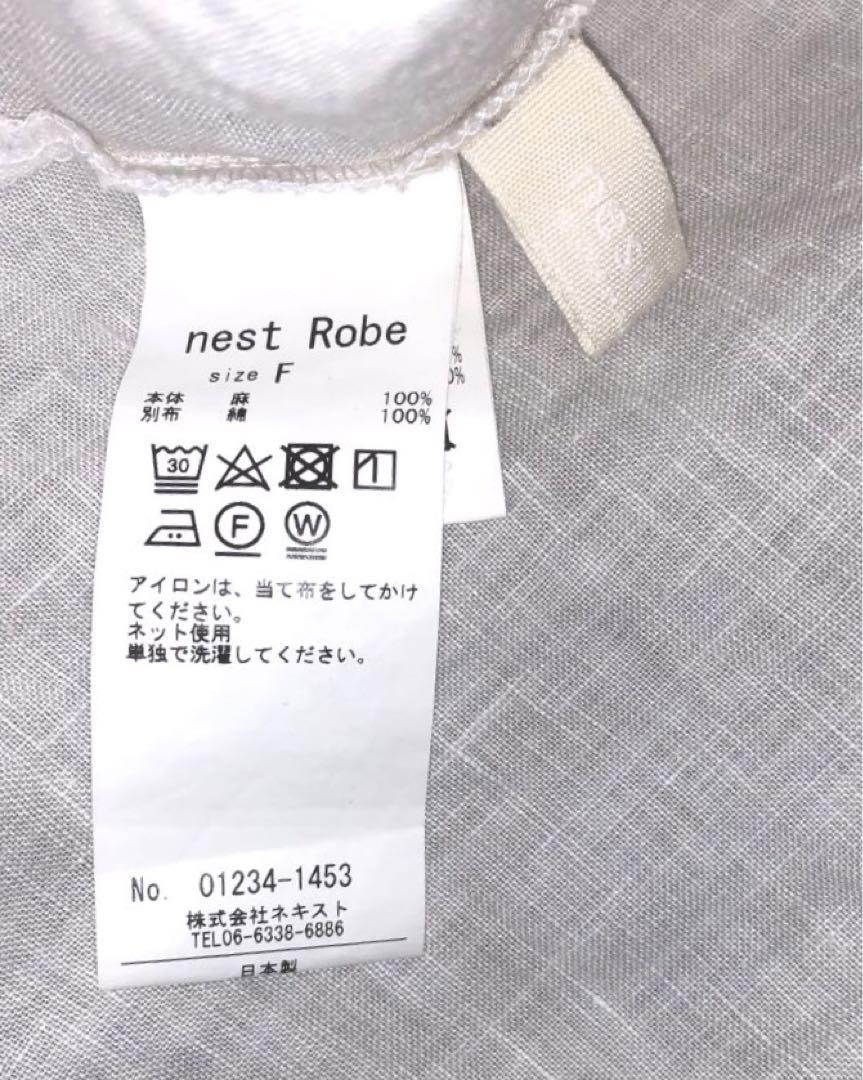 nest Robe
size F
本体 麻 100%
別布 綿 100%
30
F W
アイロンは、当て布をしてかけ
てください。
ネット使用
単独で洗濯してください。
No. 01234-1453
株式会社ネキスト
TEL06-6338-6886
日本製
%
0%
nest